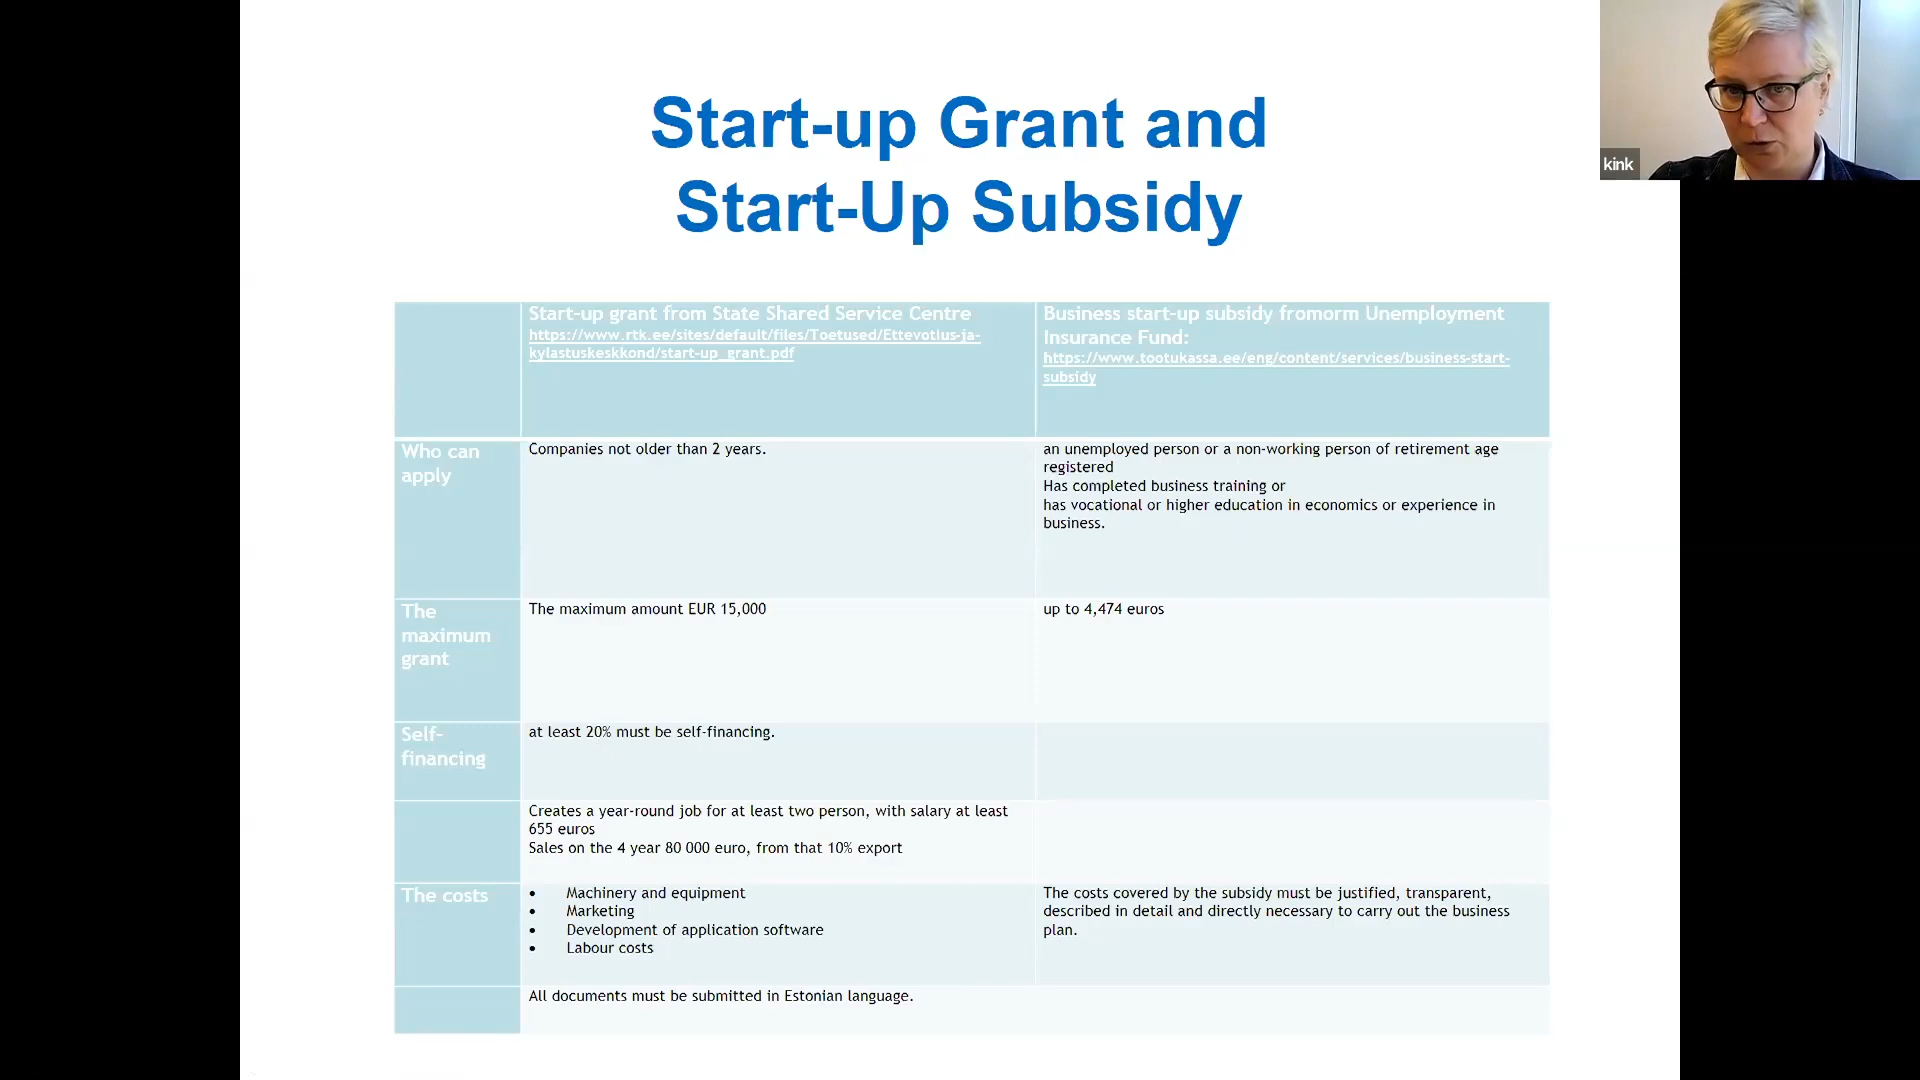 Start-up Grant and
Start-Up Subsidy
kink
Start-up grant from State Shared Service Centre
https://www.rtk.ee/sites/default/files/Toetused/Ettevotlus-ja-
kylastuskeskkond/start-up_grant.pdf
Business start-up subsidy fromorm Unemployment
Insurance Fund:
https://www.tootukassa.ee/eng/content/services/business-start-
subsidy
Who can
apply
Companies not older than 2 years.
an unemployed person or a non-working person of retirement age
registered
Has completed business training or
has vocational or higher education in economics or experience in
business.
The
maximum
grant
The maximum amount EUR 15,000
up to 4,474 euros
Self-
financing
at least 20% must be self-financing.
Creates a year-round job for at least two person, with salary at least
655 euros
Sales on the 4 year 80 000 euro, from that 10% export
The costs
• Machinery and equipment
• Marketing
• Development of application software
• Labour costs
The costs covered by the subsidy must be justified, transparent,
described in detail and directly necessary to carry out the business
plan.
All documents must be submitted in Estonian language.